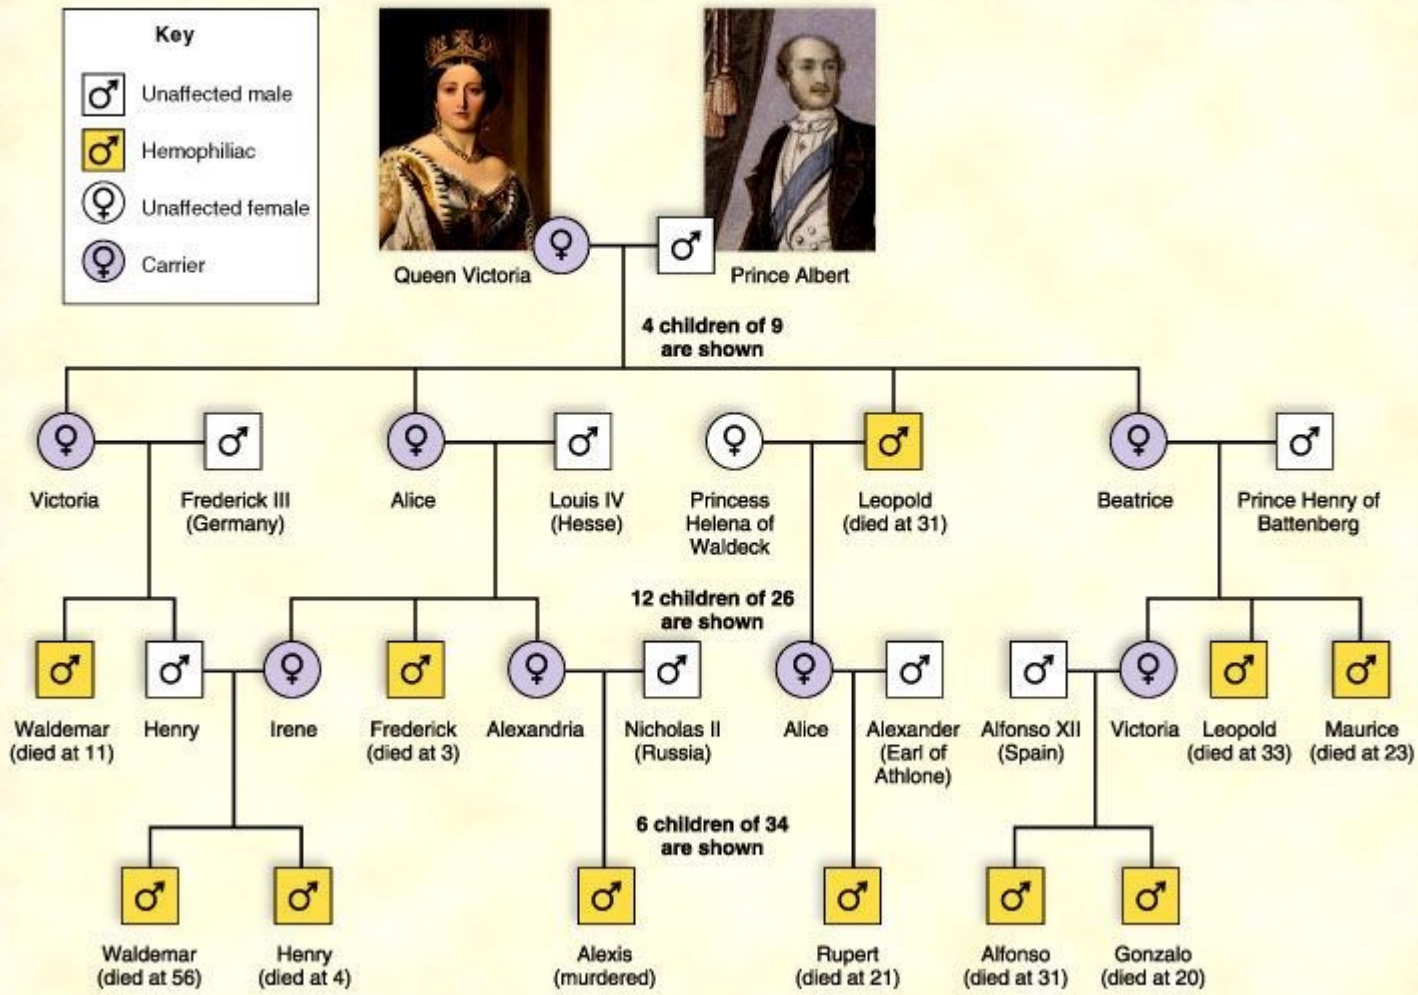 Key
Unaffected male
Hemophiliac
Unaffected female
Carrier
Queen Victoria
Prince Albert
4 children of 9
are shown
Victoria
Frederick III
(Germany)
Alice
Louis IV
(Hesse)
Princess
Helena of
Waldeck
Leopold
(died at 31)
Beatrice
Prince Henry of
Battenberg
12 children of 26
are shown
Waldemar
(died at 11)
Henry
Irene
Frederick
(died at 3)
Alexandria
Nicholas II
(Russia)
Alice
Alexander
(Earl of
Athlone)
Alfonso XII
(Spain)
Victoria
Leopold
(died at 33)
Maurice
(died at 23)
6 children of 34
are shown
Waldemar
(died at 56)
Henry
(died at 4)
Alexis
(murdered)
Rupert
(died at 21)
Alfonso
(died at 31)
Gonzalo
(died at 20)